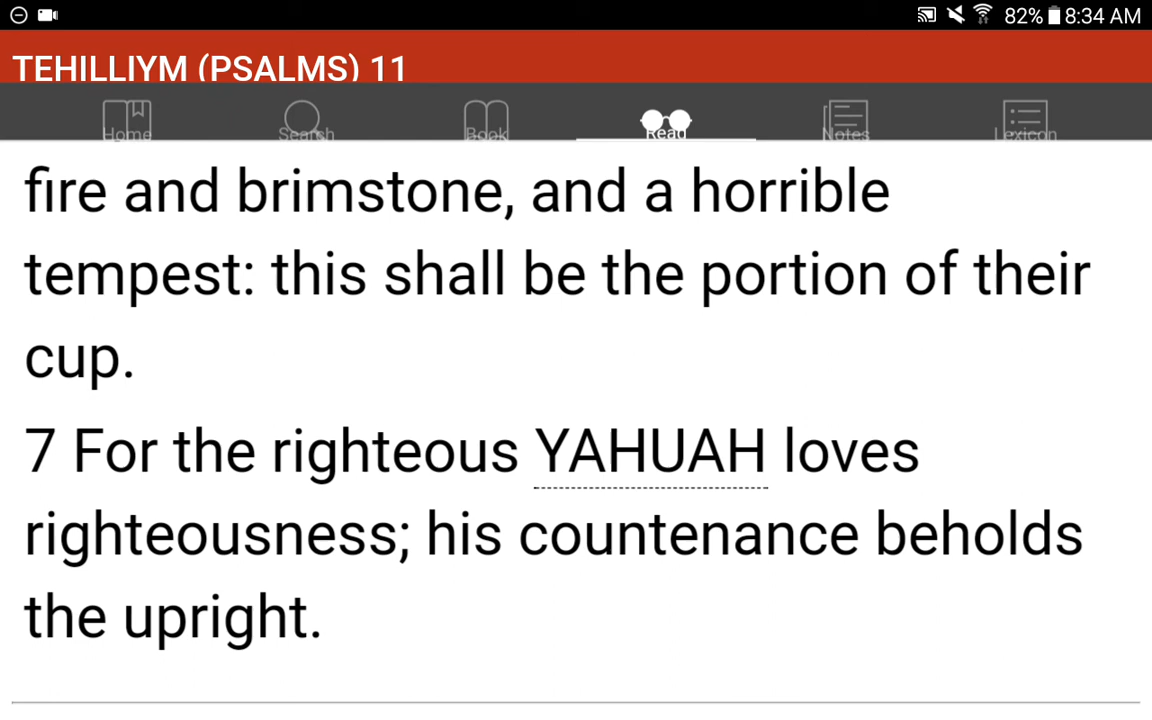 82% 8:34 AM
TEHILLIYM (PSALMS) 11
Home Search Book Read Notes Lexicon
fire and brimstone, and a horrible
tempest: this shall be the portion of their
cup.
7 For the righteous YAHUAH loves
righteousness; his countenance beholds
the upright.